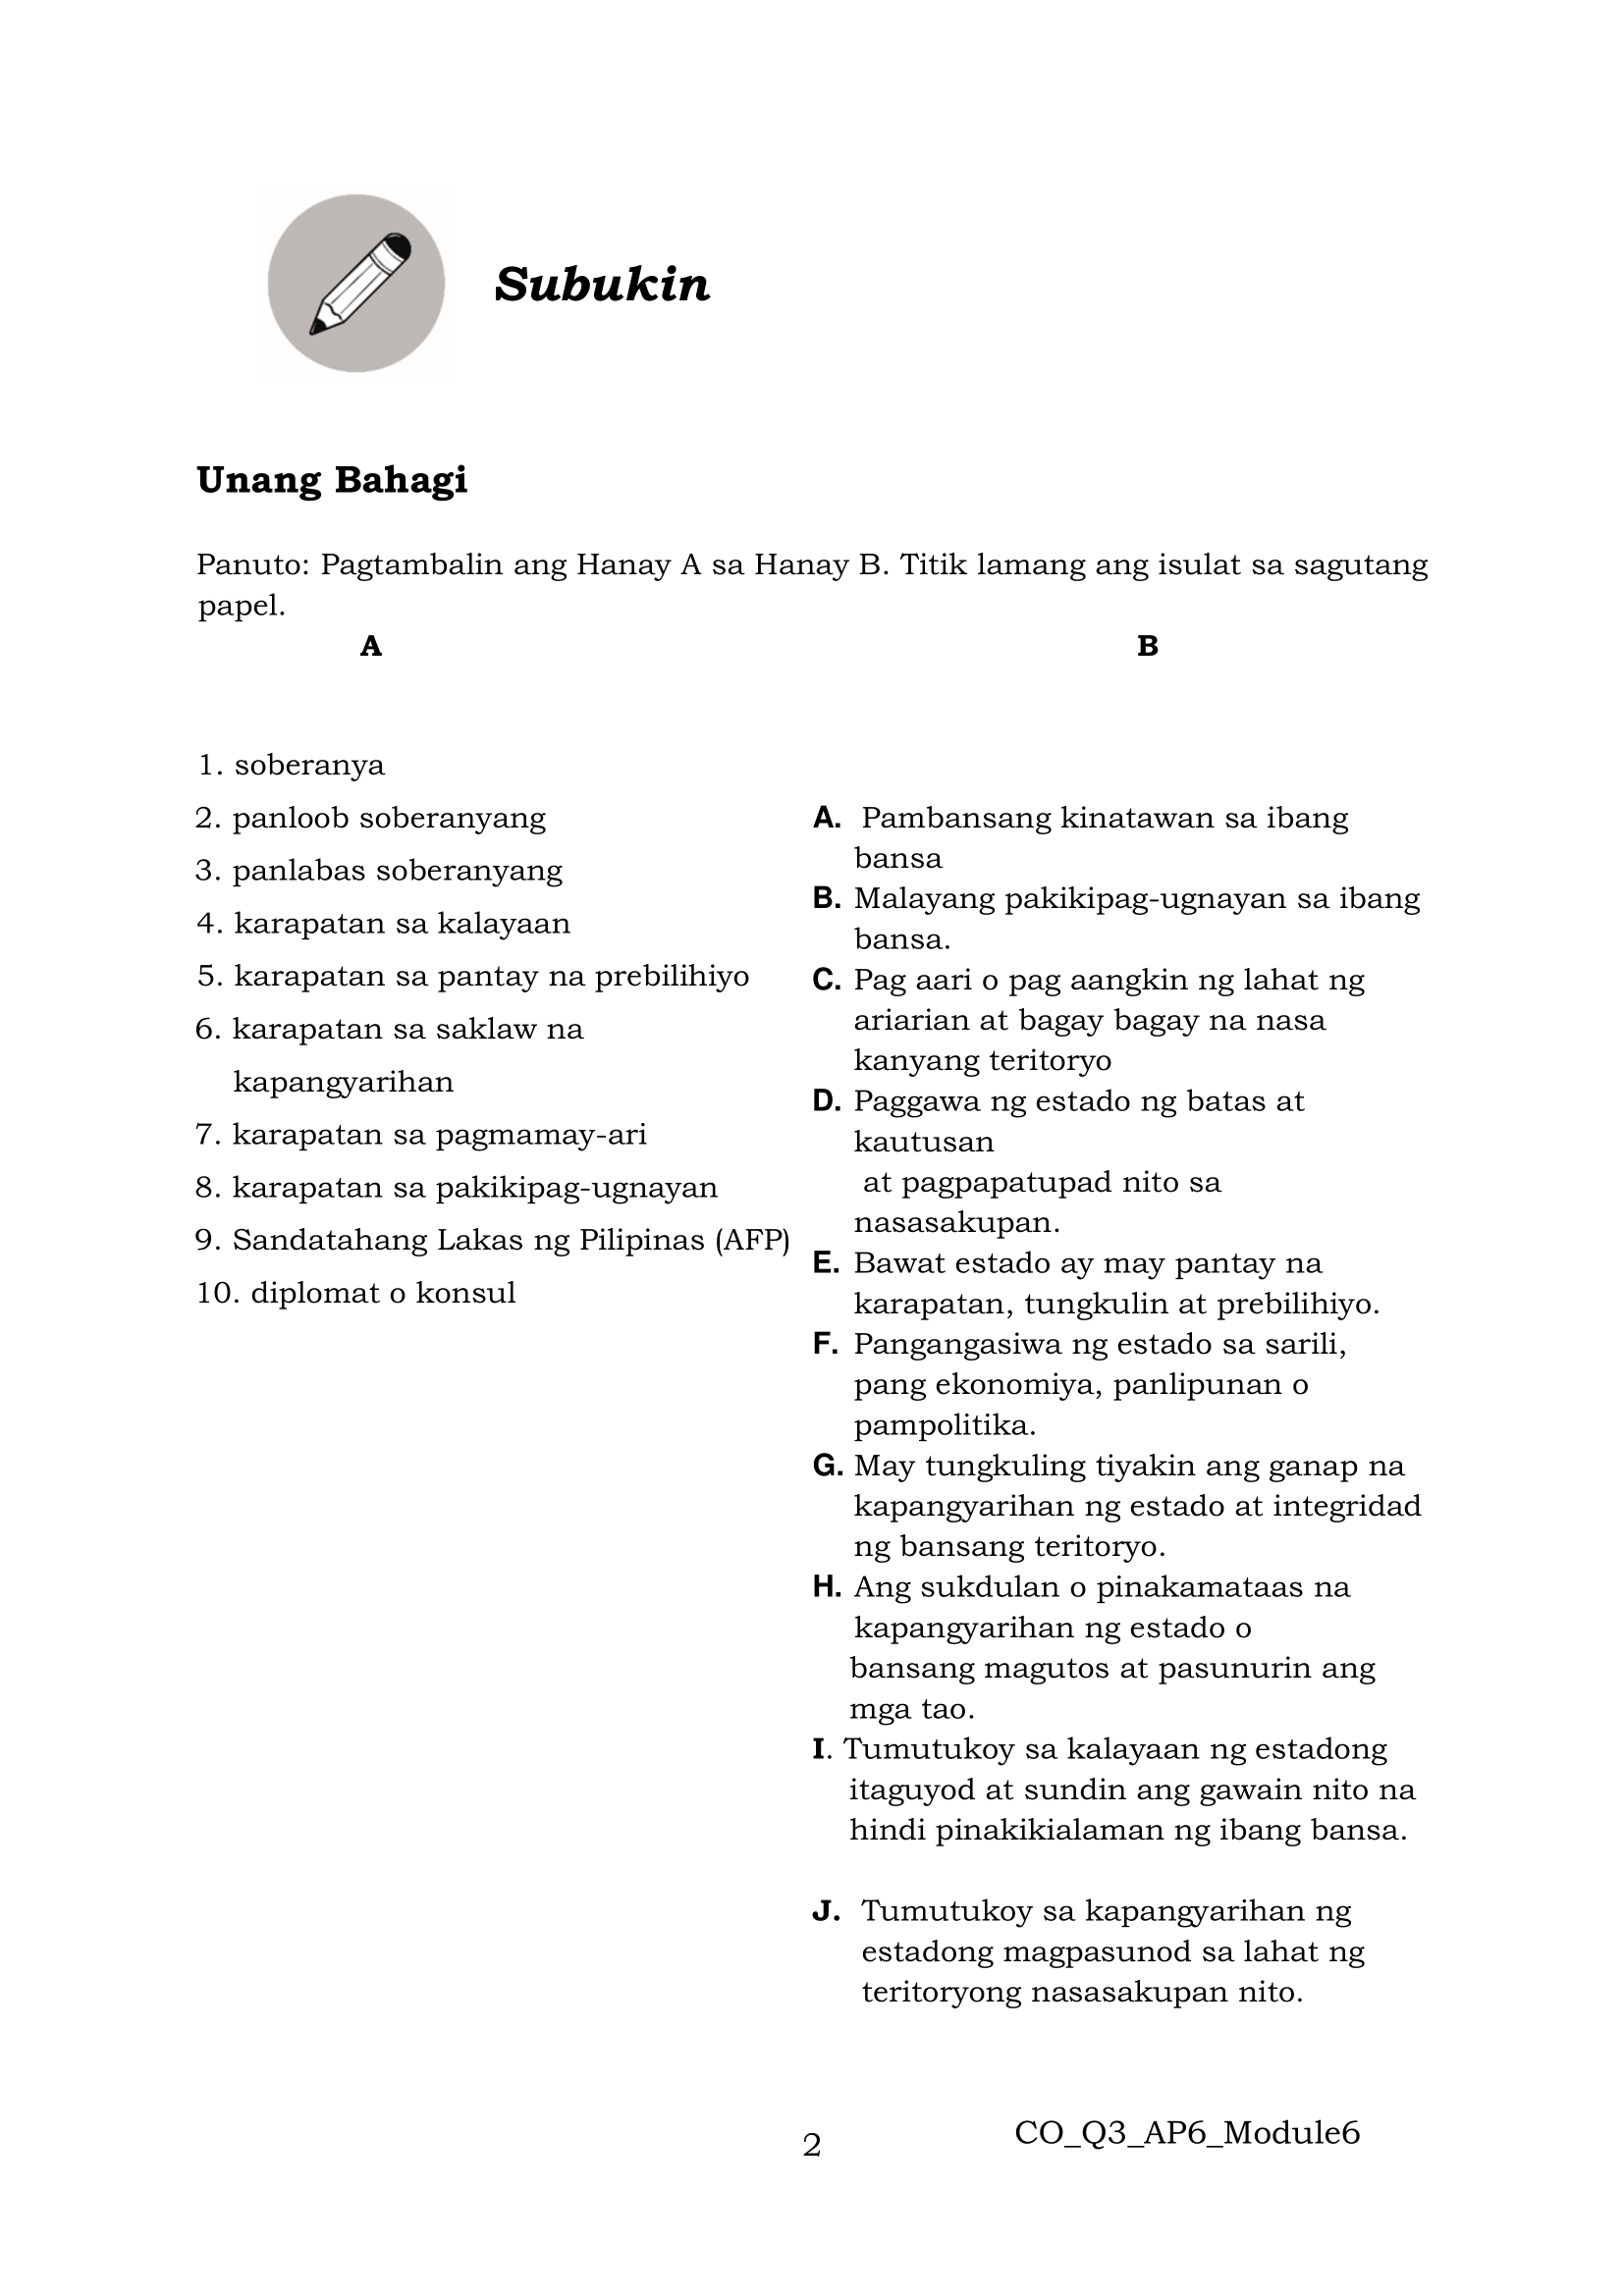 Subukin
Unang Bahagi
Panuto: Pagtambalin ang Hanay A sa Hanay B. Titik lamang ang isulat sa sagutang
papel.
A
B
1. soberanya
2. panloob soberanyang
3. panlabas soberanyang
4. karapatan sa kalayaan
5. karapatan sa pantay na prebilihiyo
6. karapatan sa saklaw na
kapangyarihan
7. karapatan sa pagmamay-ari
8. karapatan sa pakikipag-ugnayan
9. Sandatahang Lakas ng Pilipinas (AFP)
10. diplomat o konsul
A. Pambansang kinatawan sa ibang
bansa
B. Malayang pakikipag-ugnayan sa ibang
bansa.
C. Pag aari o pag aangkin ng lahat ng
ariarian at bagay bagay na nasa
kanyang teritoryo
D. Paggawa ng estado ng batas at
kautusan
at pagpapatupad nito sa
nasasakupan.
E. Bawat estado ay may pantay na
karapatan, tungkulin at prebilihiyo.
F. Pangangasiwa ng estado sa sarili,
pang ekonomiya, panlipunan o
pampolitika.
G. May tungkuling tiyakin ang ganap na
kapangyarihan ng estado at integridad
ng bansang teritoryo.
H. Ang sukdulan o pinakamataas na
kapangyarihan ng estado o
bansang magutos at pasunurin ang
mga tao.
I. Tumutukoy sa kalayaan ng estadong
itaguyod at sundin ang gawain nito na
hindi pinakikialaman ng ibang bansa.
J. Tumutukoy sa kapangyarihan ng
estadong magpasunod sa lahat ng
teritoryong nasasakupan nito.
2
CO_Q3_AP6_Module6